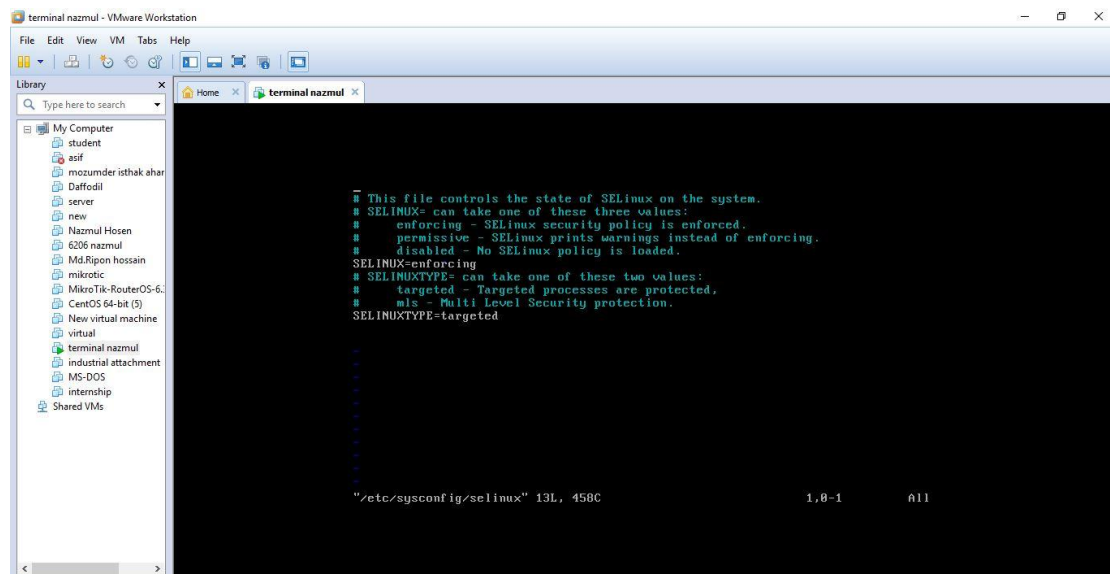 terminal nazmul - VMware Workstation
File Edit View VM Tabs Help
Library
Type here to search
My Computer
student
asif
mozumder isthak ahar
Daffodil
server
new
Nazmul Hosen
6206 nazmul
Md.Ripon hossain
mikrotic
MikroTik-RouterOS-6.
CentOS 64-bit (5)
New virtual machine
virtual
terminal nazmul
industrial attachment
MS-DOS
internship
Shared VMs
Home
terminal nazmul
# This file controls the state of SELinux on the system.
# SELINUX= can take one of these three values:
#     enforcing - SELinux security policy is enforced.
#     permissive - SELinux prints warnings instead of enforcing.
#     disabled - No SELinux policy is loaded.
SELINUX=enforcing
# SELINUXTYPE= can take one of these two values:
#     targeted - Targeted processes are protected,
#     mls - Multi Level Security protection.
SELINUXTYPE=targeted
~
~
~
~
~
~
~
~
~
~
~
"/etc/sysconfig/selinux" 13L, 458C 1,0-1 All